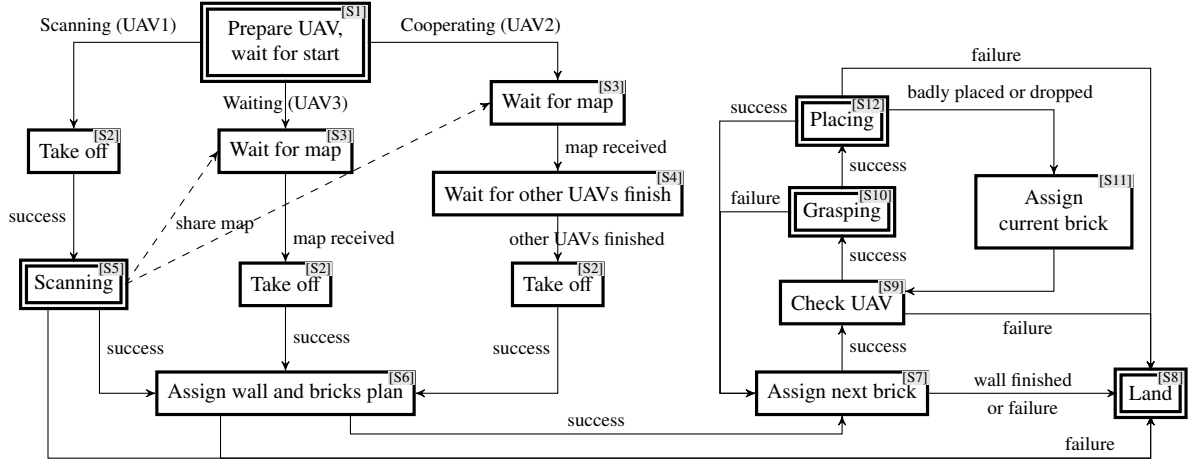 Scanning (UAV1)
[S1]
Prepare UAV,
wait for start
Cooperating (UAV2)
Waiting (UAV3)
[S2]
Take off
[S3]
Wait for map
[S3]
Wait for map
map received
[S4]
Wait for other UAVs finish
success
share map
map received
other UAVs finished
[S5]
Scanning
[S2]
Take off
[S2]
Take off
success
success
success
[S6]
Assign wall and bricks plan
success
failure
failure
success
[S12]
Placing
badly placed or dropped
success
[S11]
Assign
current brick
failure
[S10]
Grasping
success
[S9]
Check UAV
failure
success
[S7]
Assign next brick
wall finished
or failure
[S8]
Land